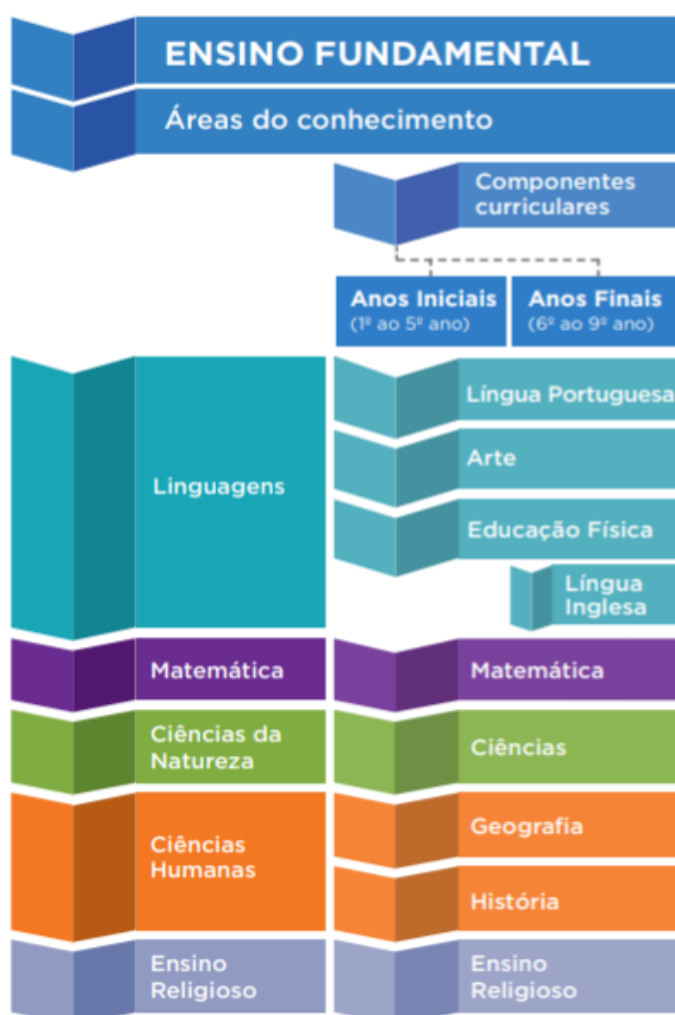 ENSINO FUNDAMENTAL
Áreas do conhecimento
Componentes
curriculares
Anos Iniciais
(1º ao 5º ano)
Anos Finais
(6º ao 9º ano)
Linguagens
Língua Portuguesa
Arte
Educação Física
Língua
Inglesa
Matemática
Matemática
Ciências da
Natureza
Ciências
Ciências
Humanas
Geografia
História
Ensino
Religioso
Ensino
Religioso